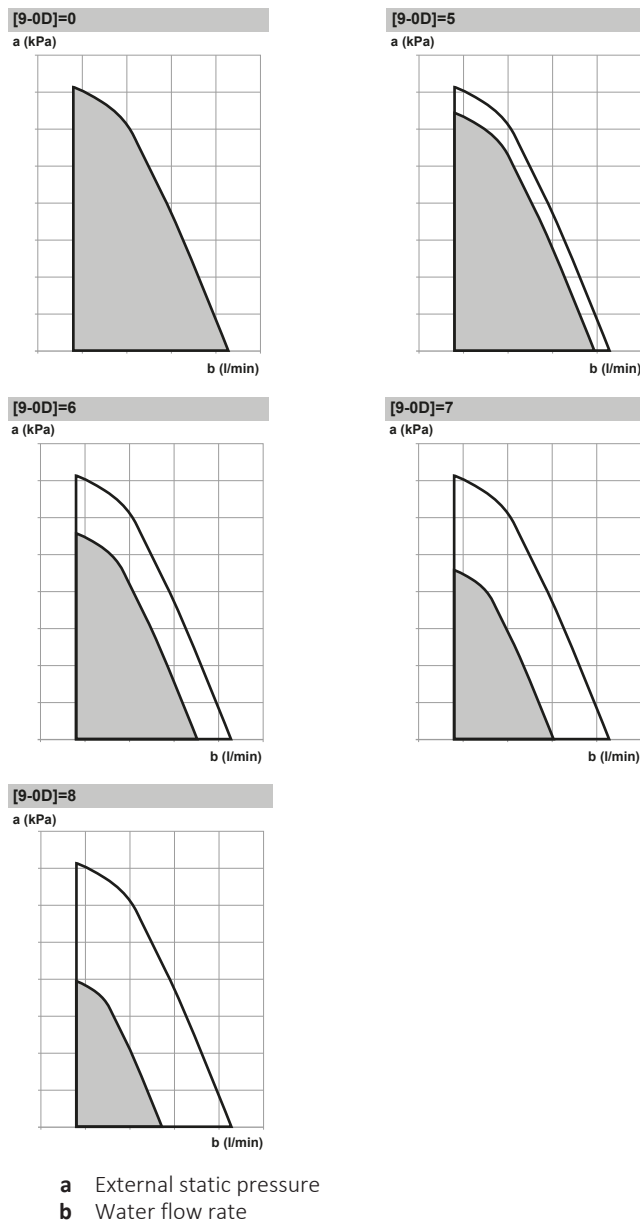 [9-0D]=0
a (kPa)
b (l/min)
[9-0D]=5
a (kPa)
b (l/min)
[9-0D]=6
a (kPa)
b (l/min)
[9-0D]=7
a (kPa)
b (l/min)
[9-0D]=8
a (kPa)
b (l/min)
a External static pressure
b Water flow rate